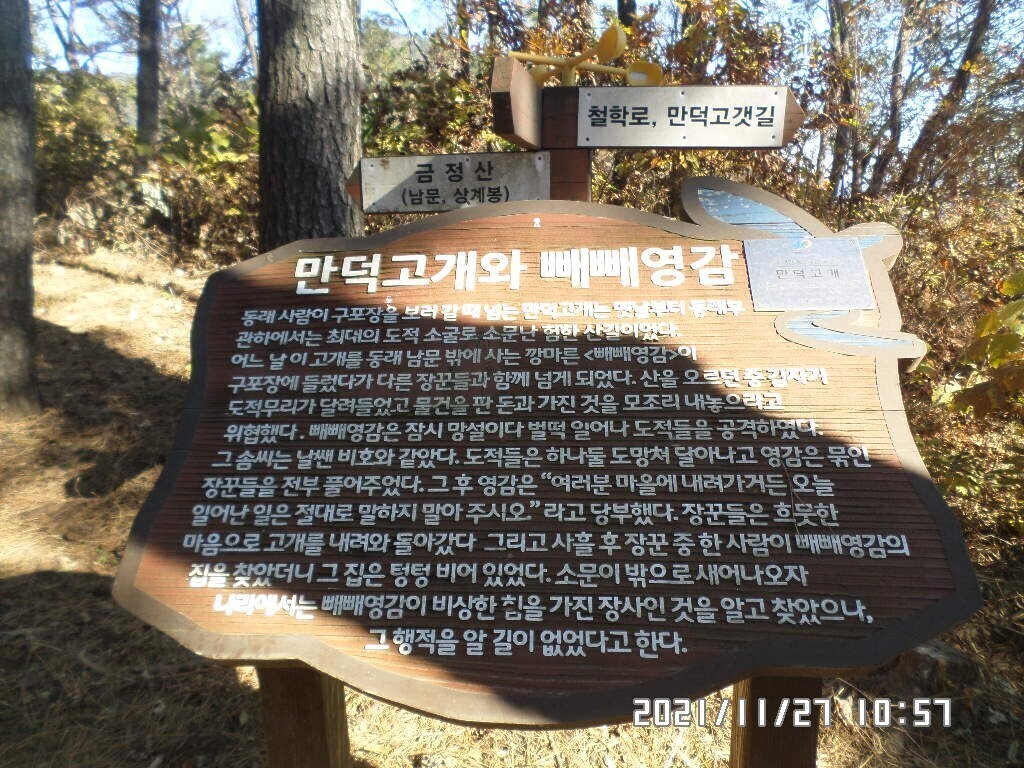 철학로, 만덕고갯길
금정산
(남문, 상계봉)
만덕고개와 빼빼영감
만덕고개
동래 사람이 구포장을 보러 갈 때 넘는 만덕고개는 옛날부터 동래부
관하에서는 최대의 도적 소굴로 소문난 험한 산길이었다.
어느 날 이 고개를 동래 남문 밖에 사는 깡마른 <빼빼영감>이
구포장에 들렀다가 다른 장꾼들과 함께 넘게 되었다. 산을 오르던 중 갑자기
도적무리가 달려들었고 물건을 판 돈과 가진 것을 모조리 내놓으라고
위협했다. 빼빼영감은 잠시 망설이다 벌떡 일어나 도적들을 공격하였다.
그 솜씨는 날쌘 비호와 같았다. 도적들은 하나둘 도망쳐 달아나고 영감은 묶인
장꾼들을 전부 풀어주었다. 그 후 영감은 “여러분 마을에 내려가거든 오늘
일어난 일은 절대로 말하지 말아 주시오.” 라고 당부했다. 장꾼들은 흐뭇한
마음으로 고개를 내려와 돌아갔다 그리고 사흘 후 장꾼 중 한 사람이 빼빼영감의
집을 찾았더니 그 집은 텅텅 비어 있었다. 소문이 밖으로 새어나오자
나라에서는 빼빼영감이 비상한 힘을 가진 장사인 것을 알고 찾았으나,
그 행적을 알 길이 없었다고 한다.
2021/11/27 10:57